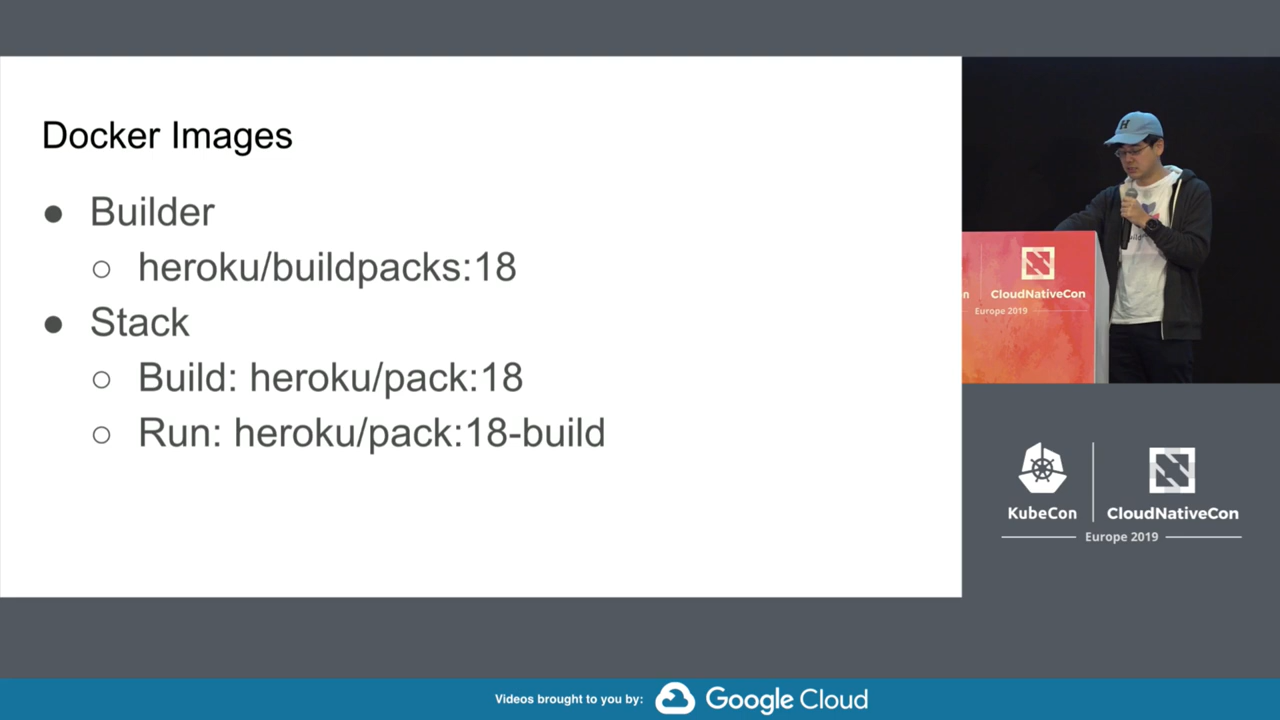 Docker Images
● Builder
○ heroku/buildpacks:18
● Stack
○ Build: heroku/pack:18
○ Run: heroku/pack:18-build
H
n
CloudNativeCon
Europe 2019
KubeCon
CloudNativeCon
Europe 2019
Videos brought to you by:
Google Cloud